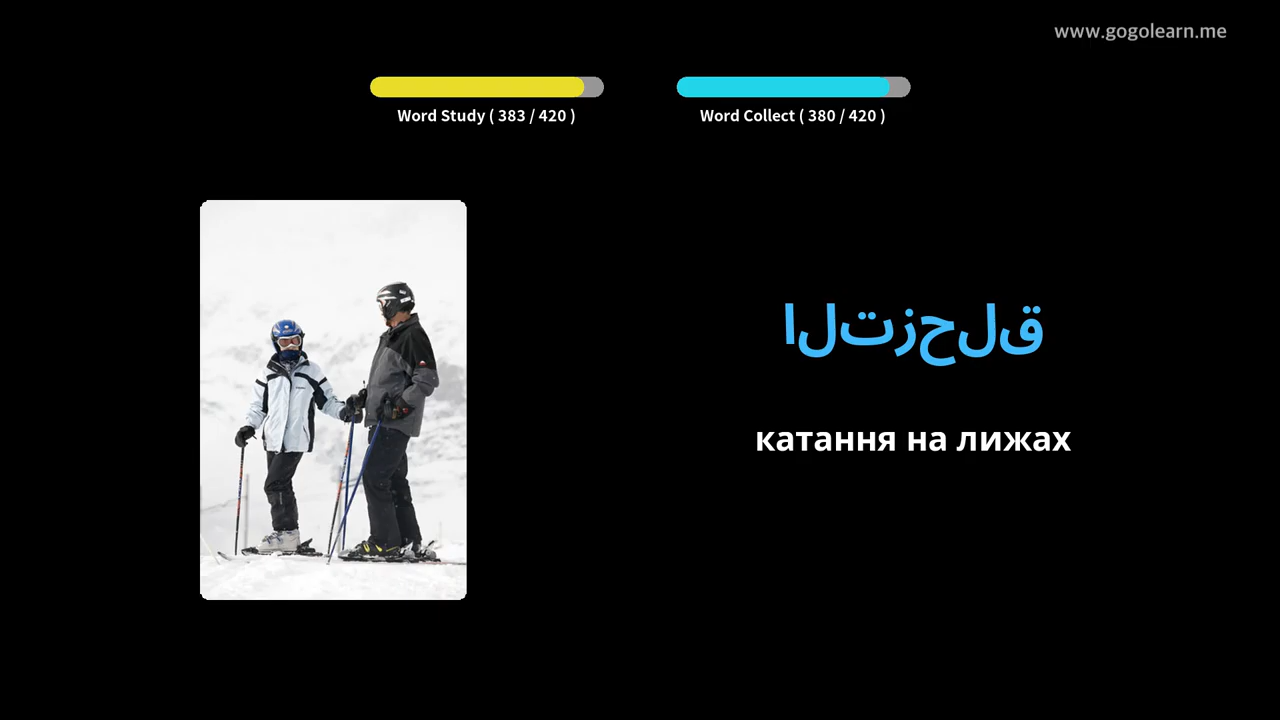 www.gogolearn.me
Word Study ( 383 / 420 )
Word Collect ( 380 / 420 )
التزحلق
катання на лижах